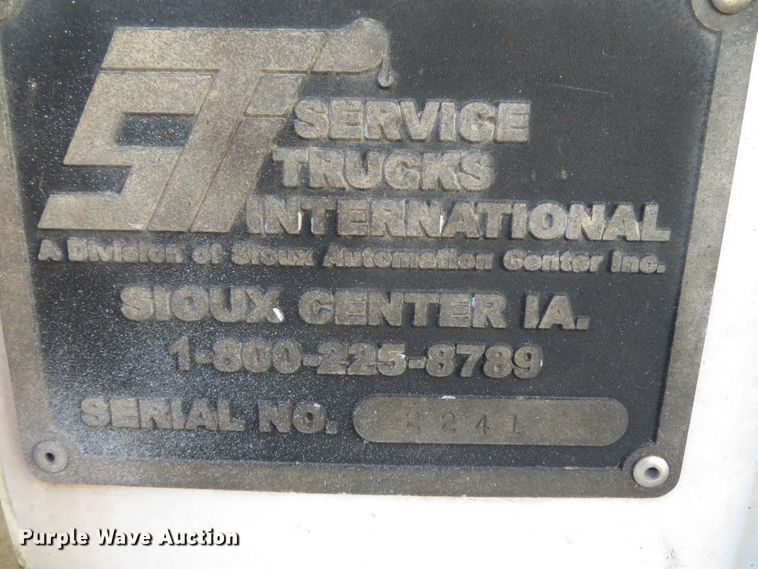 STI
SERVICE
TRUCKS
INTERNATIONAL
A Division of Sioux Automation Center Inc.
SIOUX CENTER IA.
1-800-225-8789
SERIAL NO.
Purple Wave Auction